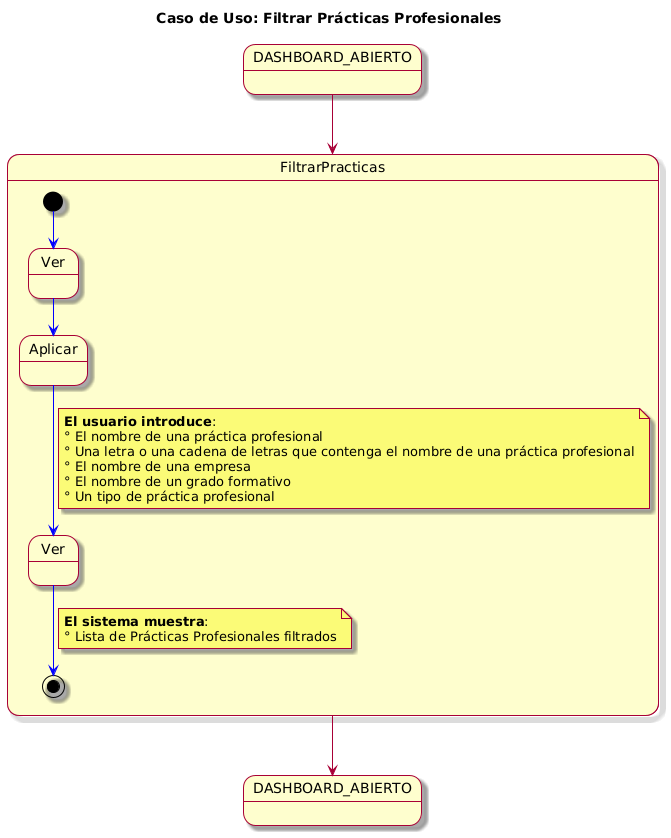 Caso de Uso: Filtrar Prácticas Profesionales
DASHBOARD_ABIERTO
FiltrarPracticas
Ver
Aplicar
El usuario introduce:
° El nombre de una práctica profesional
° Una letra o una cadena de letras que contenga el nombre de una práctica profesional
° El nombre de una empresa
° El nombre de un grado formativo
° Un tipo de práctica profesional
Ver
El sistema muestra:
° Lista de Prácticas Profesionales filtrados
DASHBOARD_ABIERTO